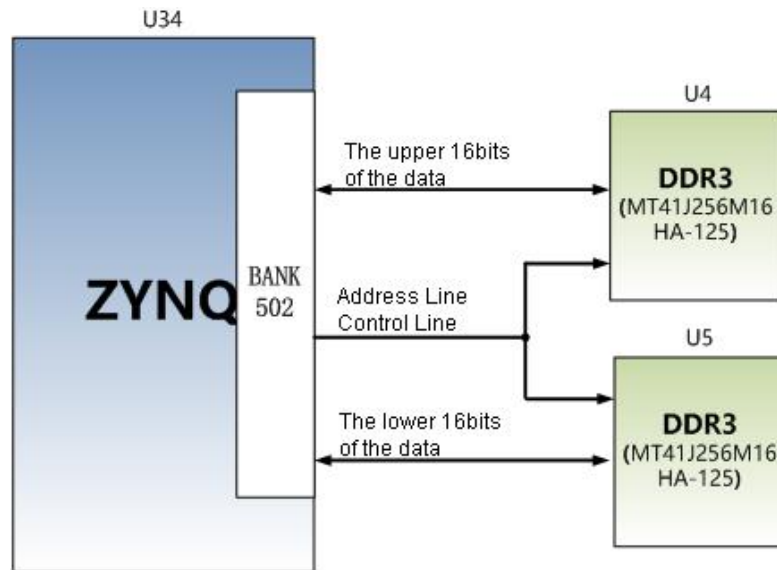 U34
U4
The upper 16bits
of the data
DDR3
(MT41J256M16
HA-125)
ZYNQ
BANK
502
Address Line
Control Line
U5
The lower 16bits
of the data
DDR3
(MT41J256M16
HA-125)